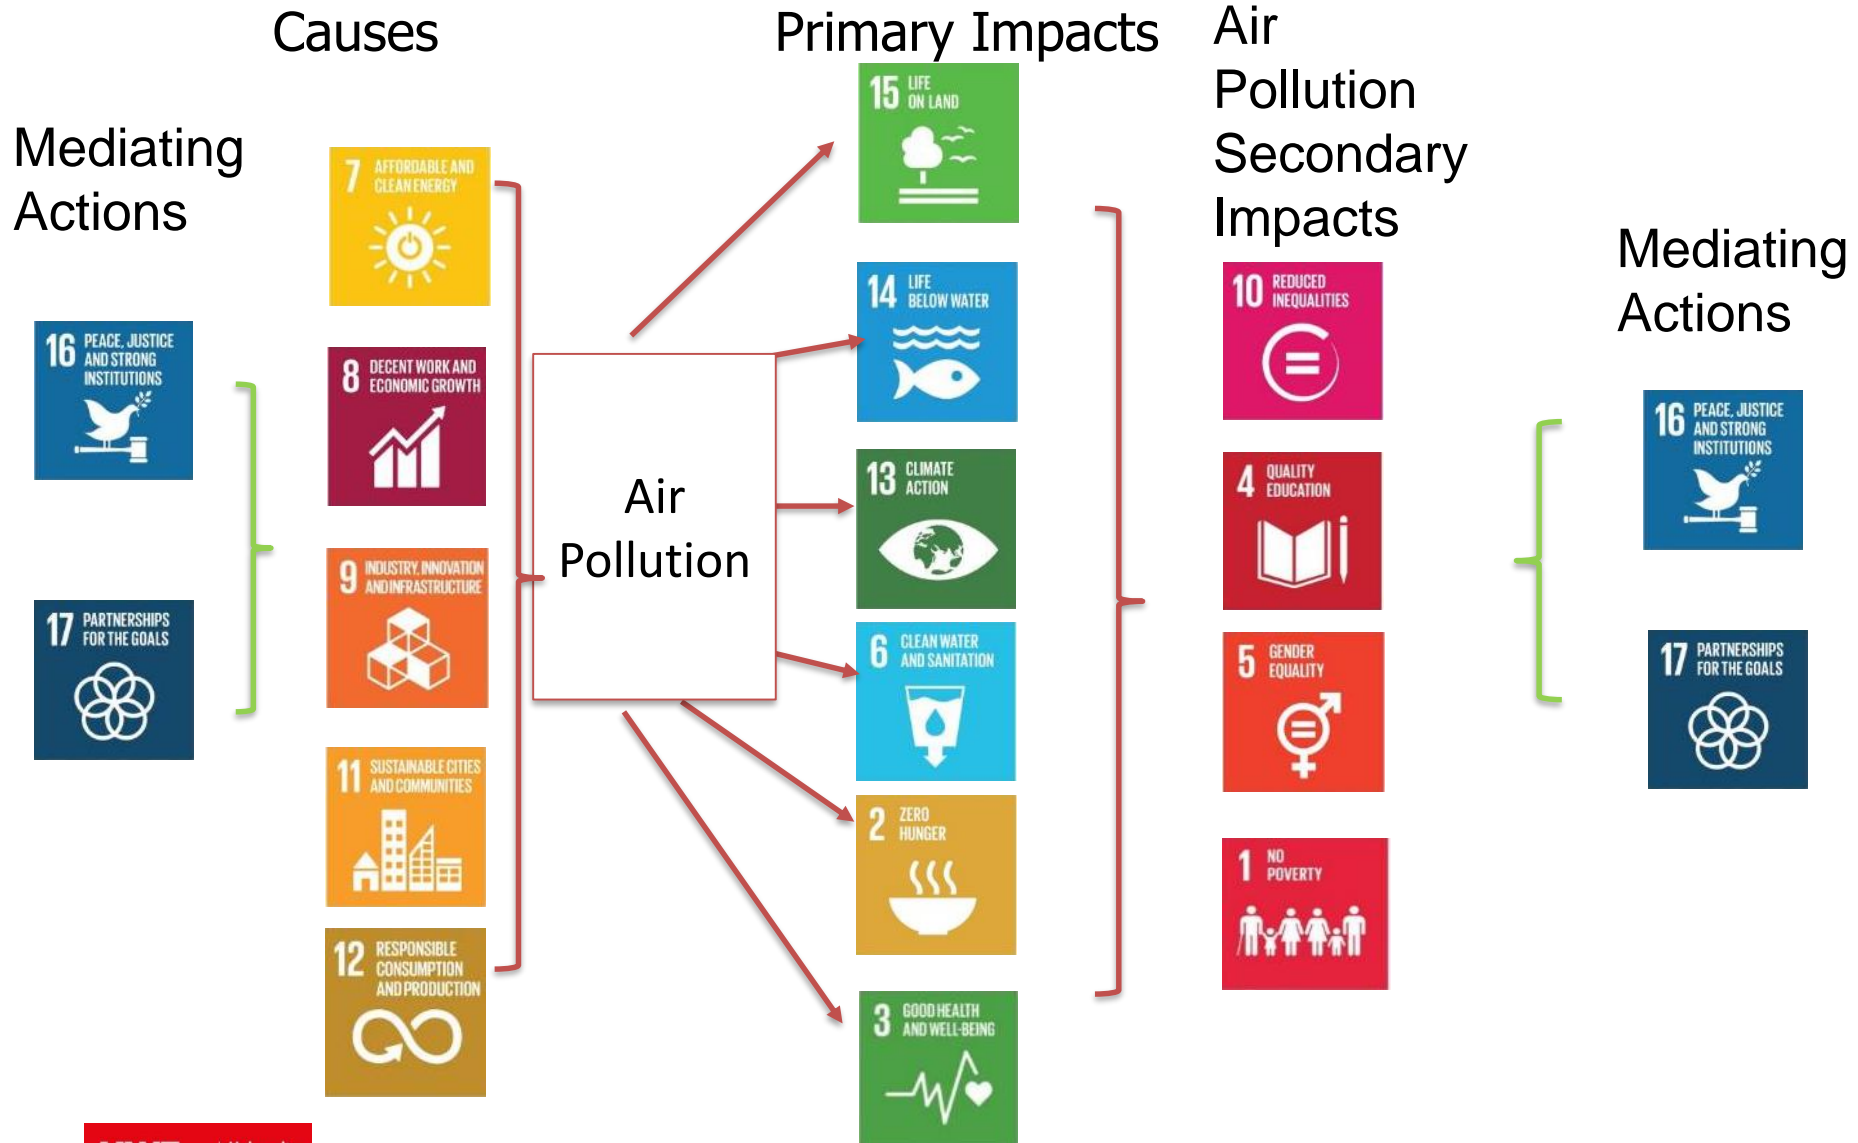 Causes
Primary Impacts
Air
Pollution
Secondary
Impacts
Mediating
Actions
Mediating
Actions
16 PEACE, JUSTICE
AND STRONG
INSTITUTIONS
17 PARTNERSHIPS
FOR THE GOALS
7 AFFORDABLE AND
CLEAN ENERGY
8 DECENT WORK AND
ECONOMIC GROWTH
9 INDUSTRY, INNOVATION
AND INFRASTRUCTURE
11 SUSTAINABLE CITIES
AND COMMUNITIES
12 RESPONSIBLE
CONSUMPTION
AND PRODUCTION
Air
Pollution
15 LIFE
ON LAND
14 LIFE
BELOW WATER
13 CLIMATE
ACTION
6 CLEAN WATER
AND SANITATION
2 ZERO
HUNGER
3 GOOD HEALTH
AND WELL-BEING
10 REDUCED
INEQUALITIES
4 QUALITY
EDUCATION
5 GENDER
EQUALITY
1 NO
POVERTY
16 PEACE, JUSTICE
AND STRONG
INSTITUTIONS
17 PARTNERSHIPS
FOR THE GOALS